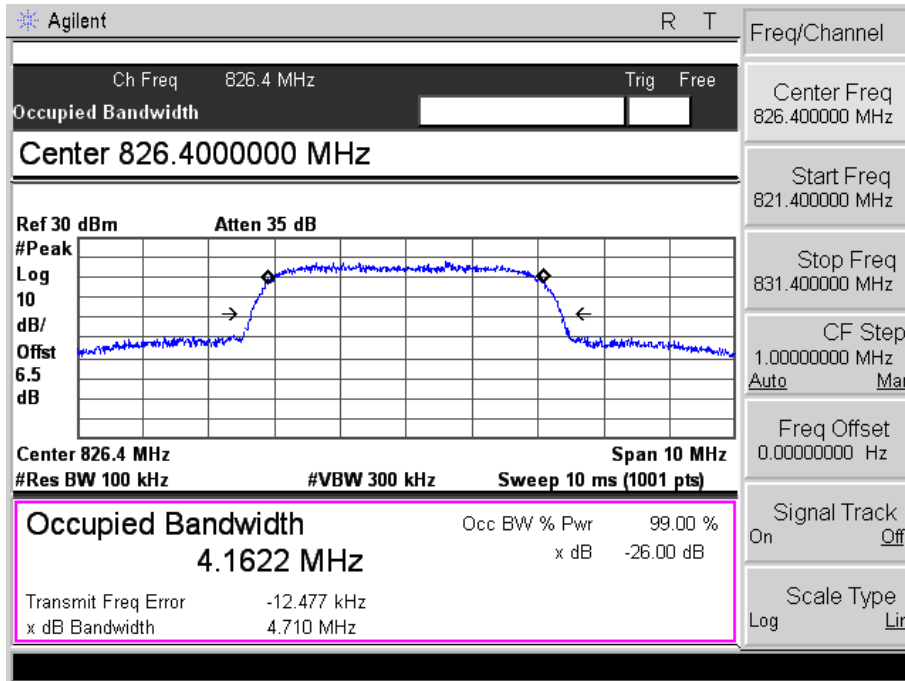 Agilent R T
Ch Freq 826.4 MHz Trig Free
Occupied Bandwidth
Center 826.4000000 MHz
Ref 30 dBm Atten 35 dB
#Peak
Log
10
dB/
Offst
6.5
dB
Center 826.4 MHz Span 10 MHz
#Res BW 100 kHz #VBW 300 kHz Sweep 10 ms (1001 pts)
Occupied Bandwidth Occ BW % Pwr 99.00 %
4.1622 MHz x dB -26.00 dB
Transmit Freq Error -12.477 kHz
x dB Bandwidth 4.710 MHz
Freq/Channel
Center Freq
826.400000 MHz
Start Freq
821.400000 MHz
Stop Freq
831.400000 MHz
CF Step
1.00000000 MHz
Auto Mar
Freq Offset
0.00000000 Hz
Signal Track
On Off
Scale Type
Log Lin